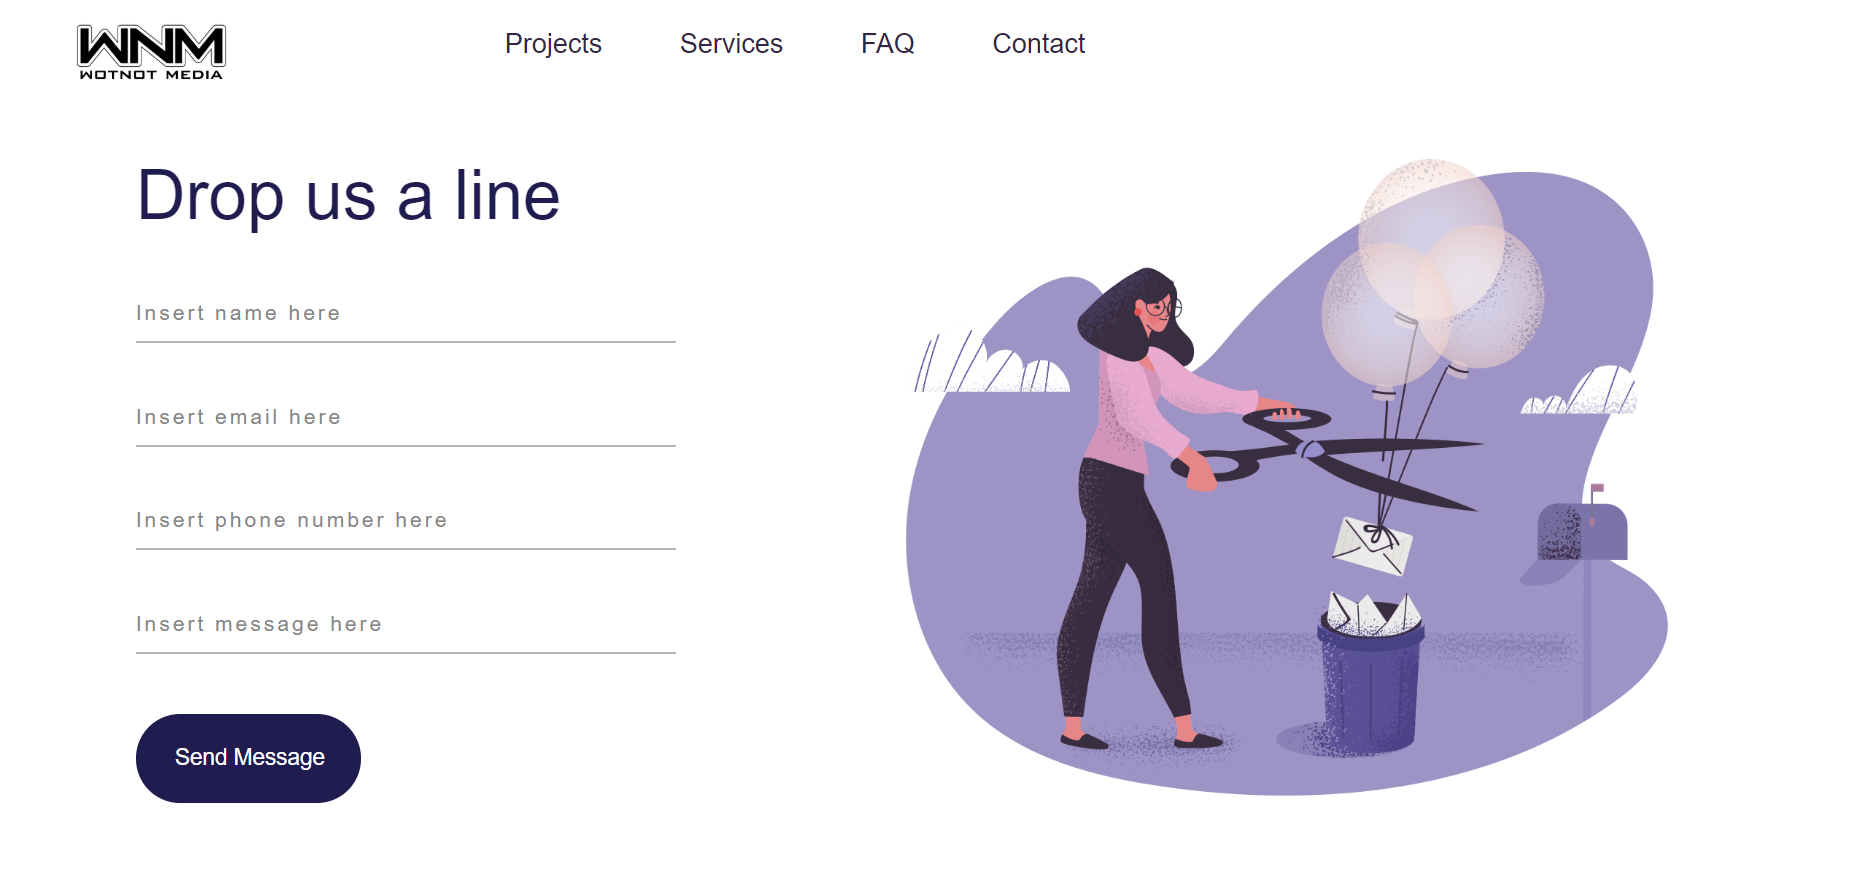 WNM
WOTNOT MEDIA
Projects Services FAQ Contact
Drop us a line
Insert name here
Insert email here
Insert phone number here
Insert message here
Send Message